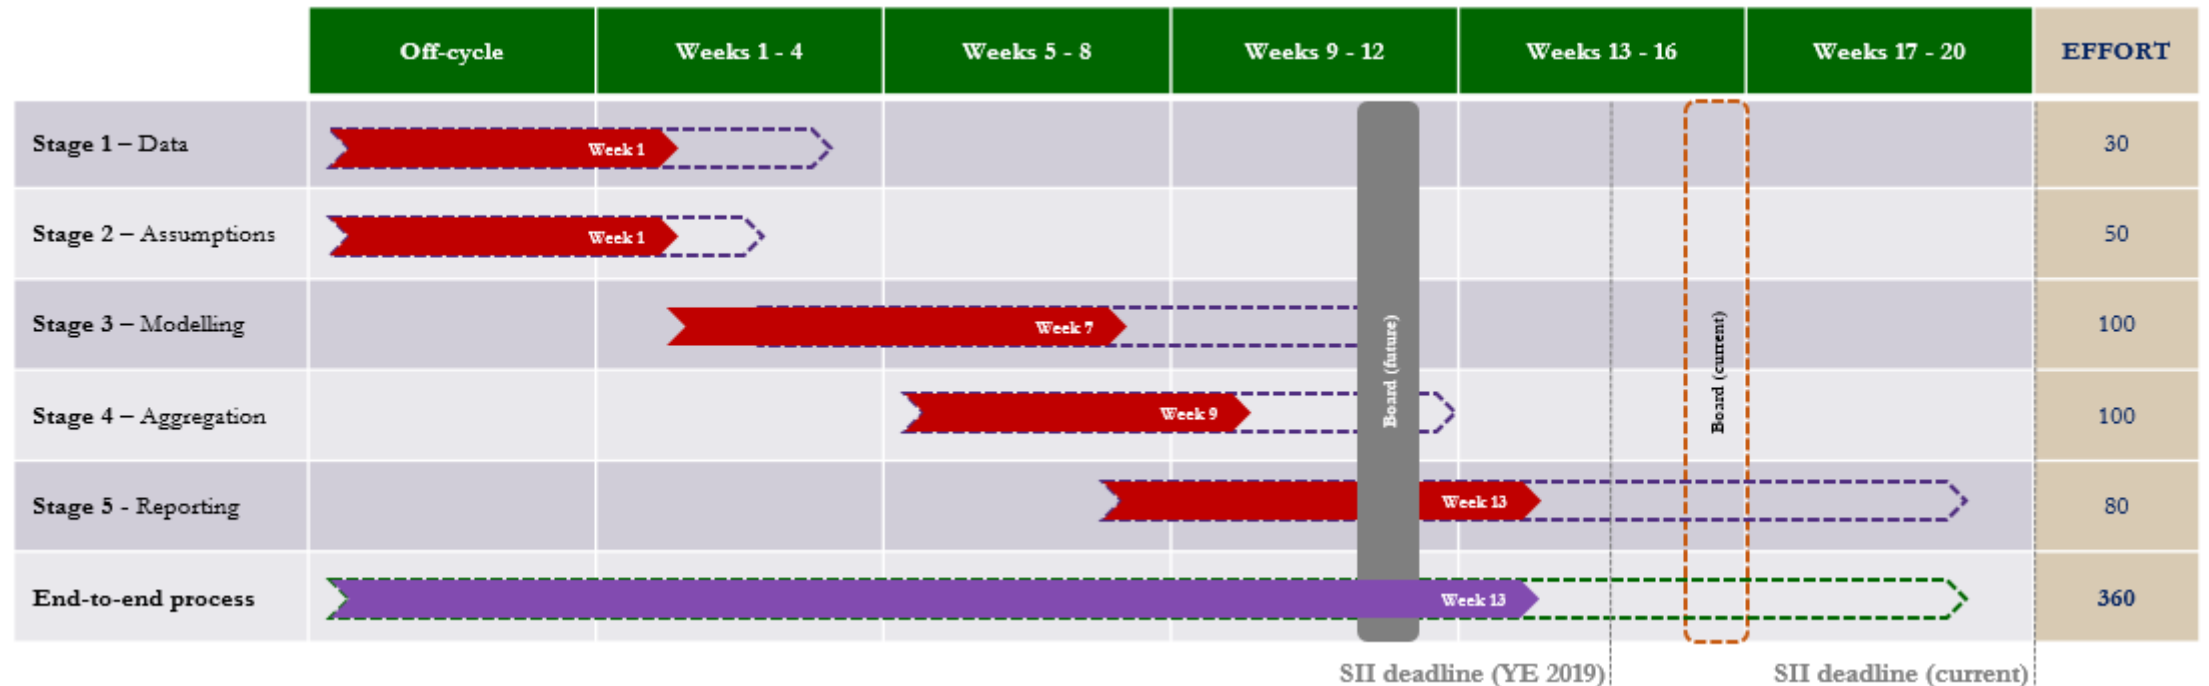 Off-cycle Weeks 1 - 4 Weeks 5 - 8 Weeks 9 - 12 Weeks 13 - 16 Weeks 17 - 20 EFFORT
Stage 1 – Data Week 1 30
Stage 2 – Assumptions Week 1 50
Stage 3 – Modelling Week 7 100
Board (future)
Board (current)
Stage 4 – Aggregation Week 9 100
Stage 5 - Reporting Week 13 80
End-to-end process Week 13 360
SII deadline (YE 2019) SII deadline (current)